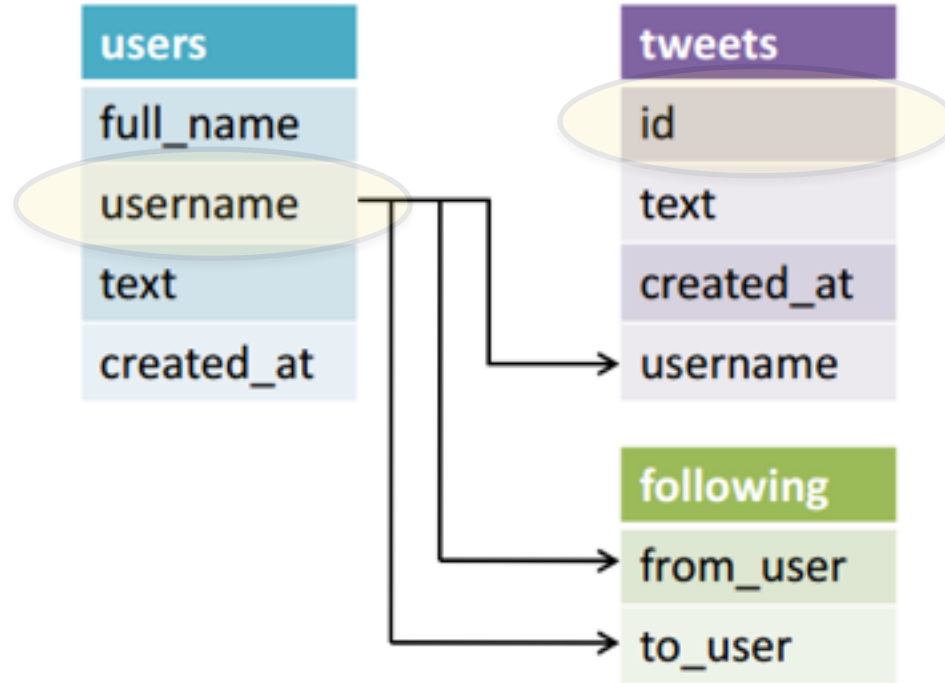 users
full_name
username
text
created_at
tweets
id
text
created_at
username
following
from_user
to_user